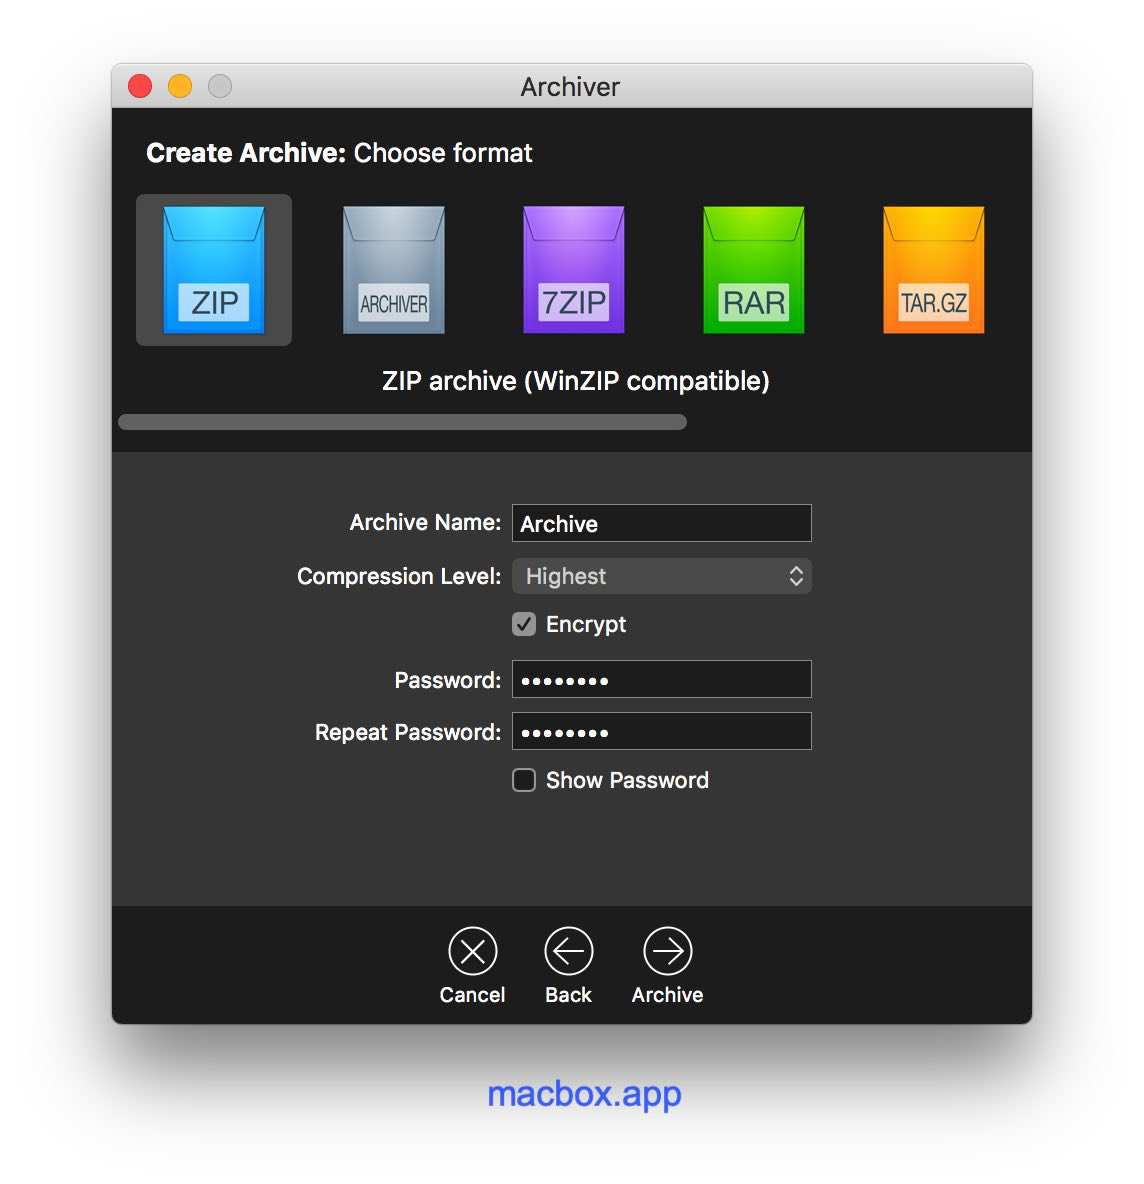 Archiver
Create Archive: Choose format
ZIP
ARCHIVER
7ZIP
RAR
TAR.GZ
ZIP archive (WinZIP compatible)
Archive Name: Archive
Compression Level: Highest
Encrypt
Password: ••••••••
Repeat Password: ••••••••
Show Password
Cancel
Back
Archive
macbox.app